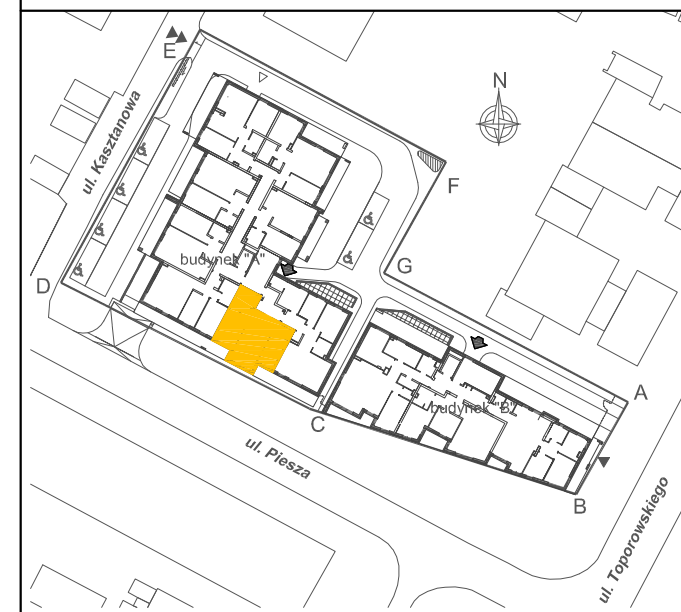 E
N
ul. Kasztanowa
F
budynek "A"
G
D
A
budynek "B"
C
ul. Piesza
B
ul. Toporowskiego